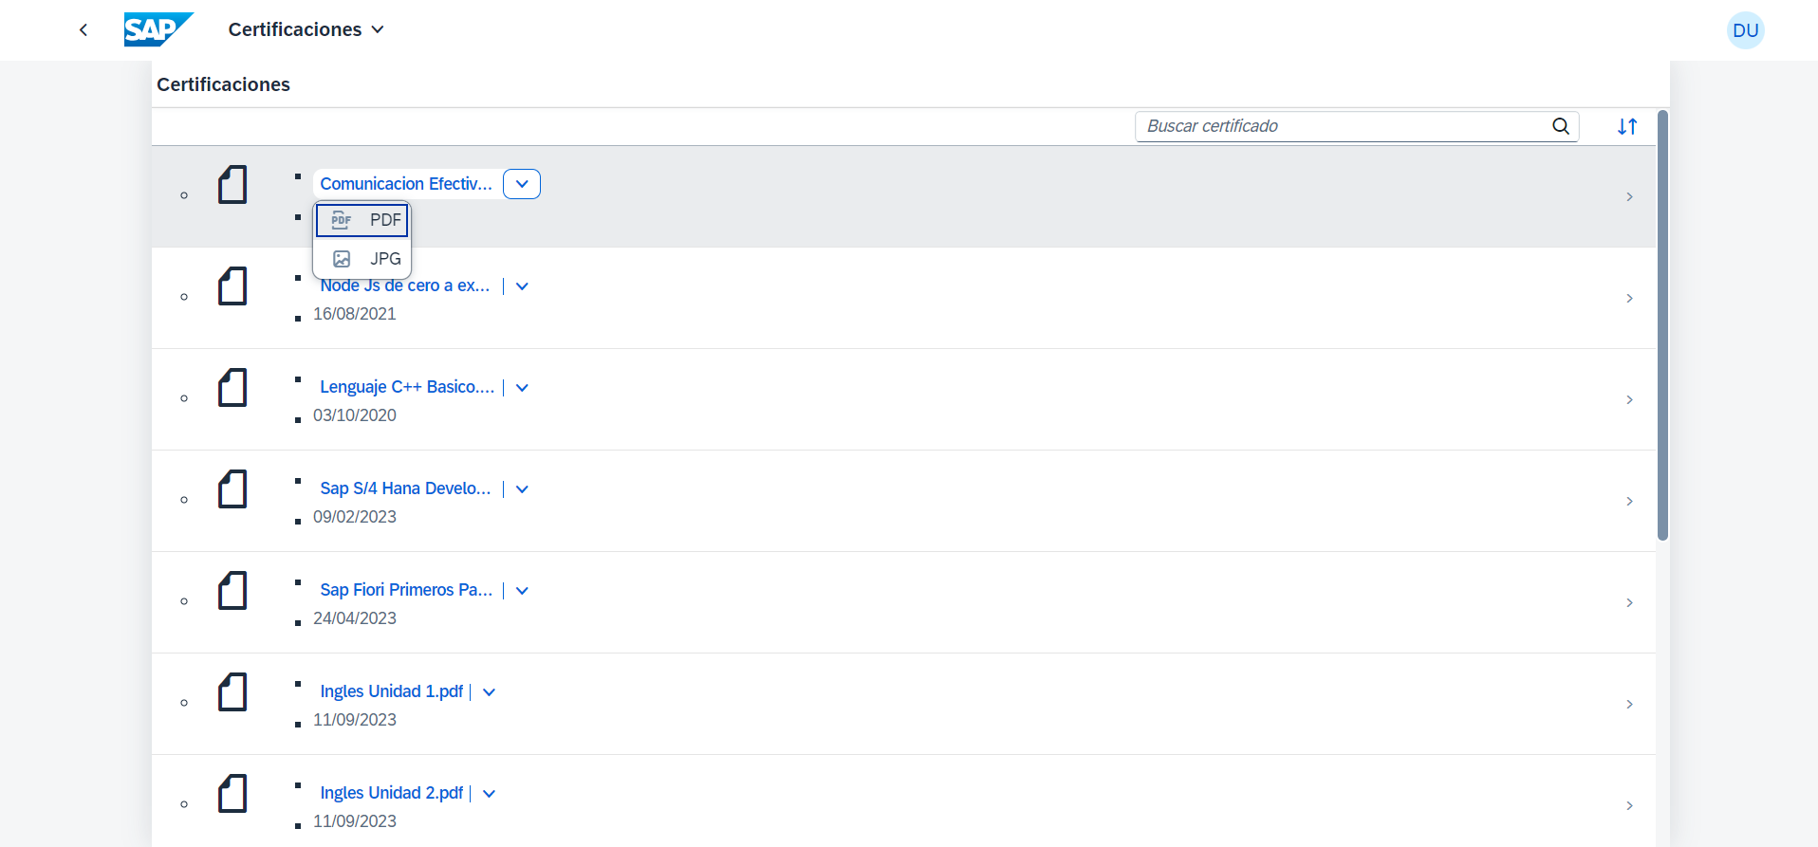 SAP Certificaciones DU
Certificaciones
Buscar certificado
Comunicacion Efectiv...
PDF PDF
JPG
Node Js de cero a ex...
16/08/2021
Lenguaje C++ Basico....
03/10/2020
Sap S/4 Hana Develo...
09/02/2023
Sap Fiori Primeros Pa...
24/04/2023
Ingles Unidad 1.pdf
11/09/2023
Ingles Unidad 2.pdf
11/09/2023